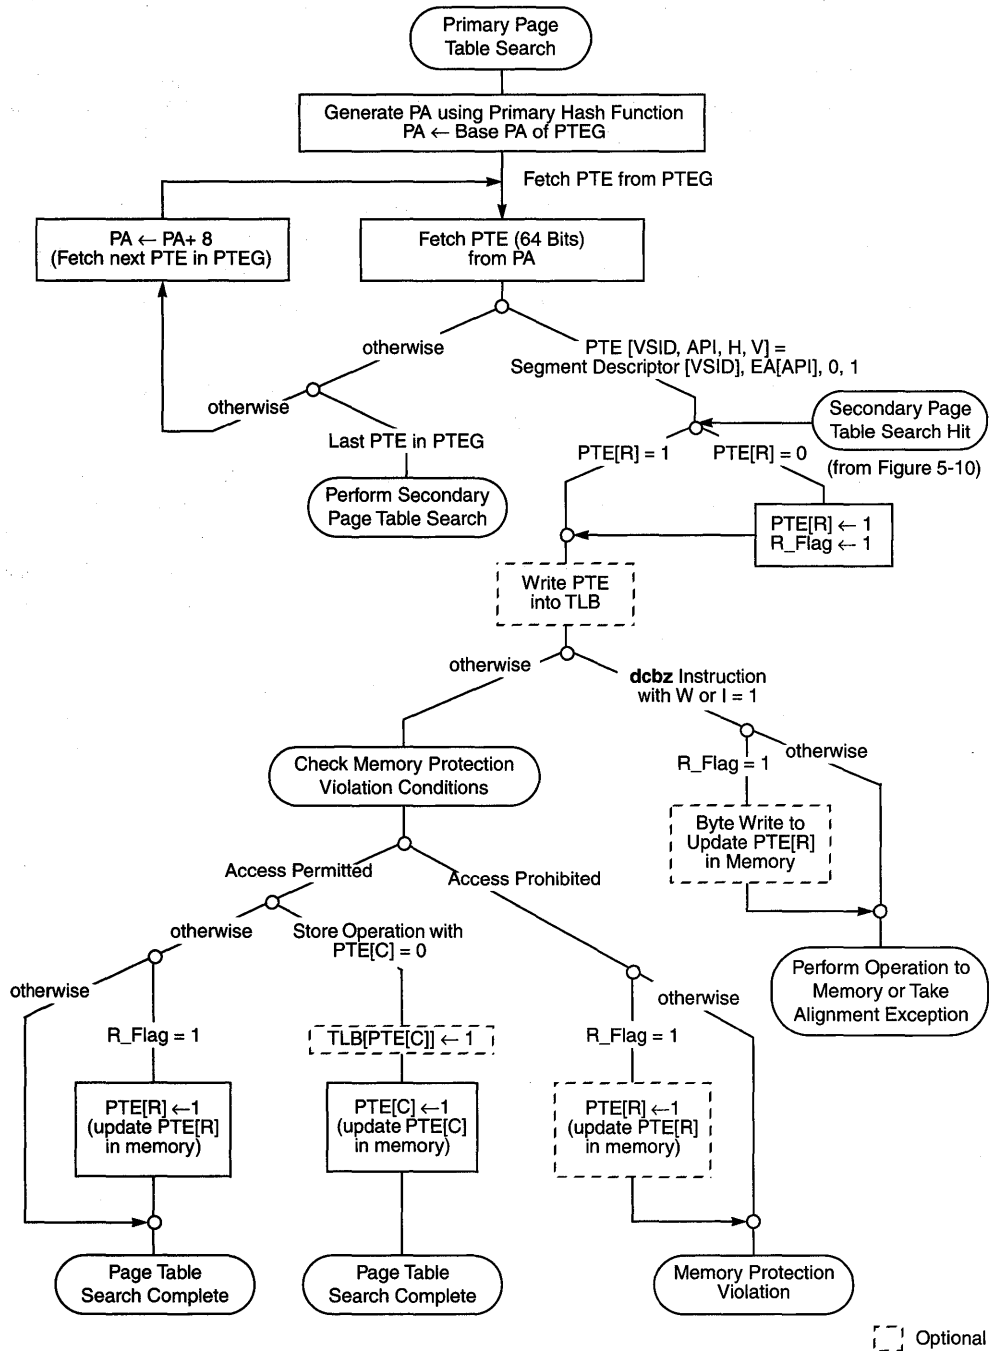 Primary Page
Table Search
Generate PA using Primary Hash Function
PA ← Base PA of PTEG
Fetch PTE from PTEG
PA ← PA+ 8
(Fetch next PTE in PTEG)
Fetch PTE (64 Bits)
from PA
otherwise
PTE [VSID, API, H, V] =
Segment Descriptor [VSID], EA[API], 0, 1
otherwise
Last PTE in PTEG
Secondary Page
Table Search Hit
(from Figure 5-10)
PTE[R] = 1
PTE[R] = 0
Perform Secondary
Page Table Search
PTE[R] ← 1
R_Flag ← 1
Write PTE
into TLB
otherwise
dcbz Instruction
with W or I = 1
Check Memory Protection
Violation Conditions
R_Flag = 1
otherwise
Byte Write to
Update PTE[R]
in Memory
Access Permitted
Access Prohibited
otherwise
Store Operation with
PTE[C] = 0
Perform Operation to
Memory or Take
Alignment Exception
otherwise
R_Flag = 1
TLB[PTE[C]] ← 1
R_Flag = 1
otherwise
PTE[R] ←1
(update PTE[R]
in memory)
PTE[C] ←1
(update PTE[C]
in memory)
PTE[R] ←1
(update PTE[R]
in memory)
Page Table
Search Complete
Page Table
Search Complete
Memory Protection
Violation
Optional